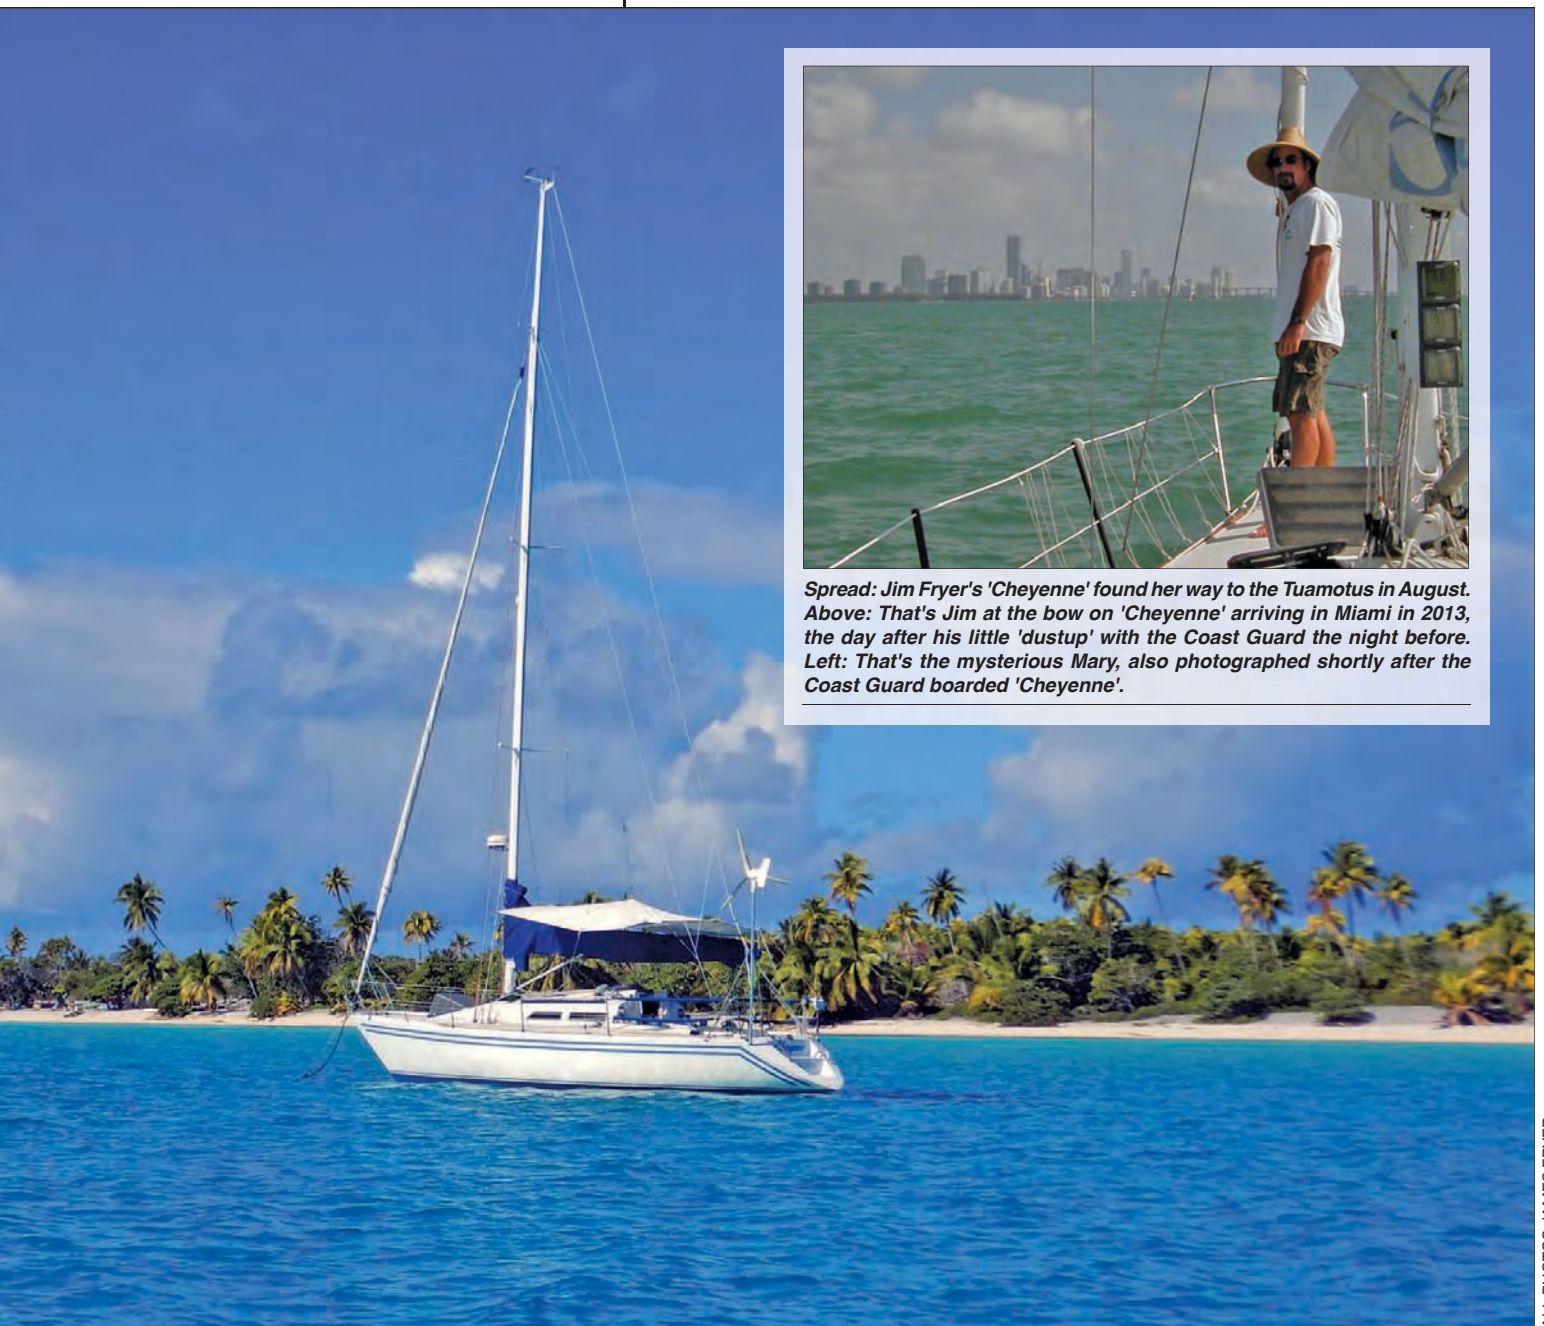 Spread: Jim Fryer's 'Cheyenne' found her way to the Tuamotus in August.
Above: That's Jim at the bow on 'Cheyenne' arriving in Miami in 2013,
the day after his little 'dustup' with the Coast Guard the night before.
Left: That's the mysterious Mary, also photographed shortly after the
Coast Guard boarded 'Cheyenne'.